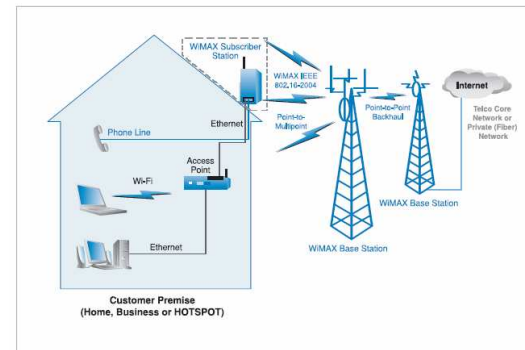 WiMAX Subscriber
Station
WiMAX IEEE
802.16-2004
Internet
Ethernet
Point-to-
Multipoint
Point-to-Point
Backhaul
Telco Core
Network or
Private (Fiber)
Network
Phone Line
Access
Point
Wi-Fi
WiMAX Base Station
Ethernet
WiMAX Base Station
Customer Premise
(Home, Business or HOTSPOT)